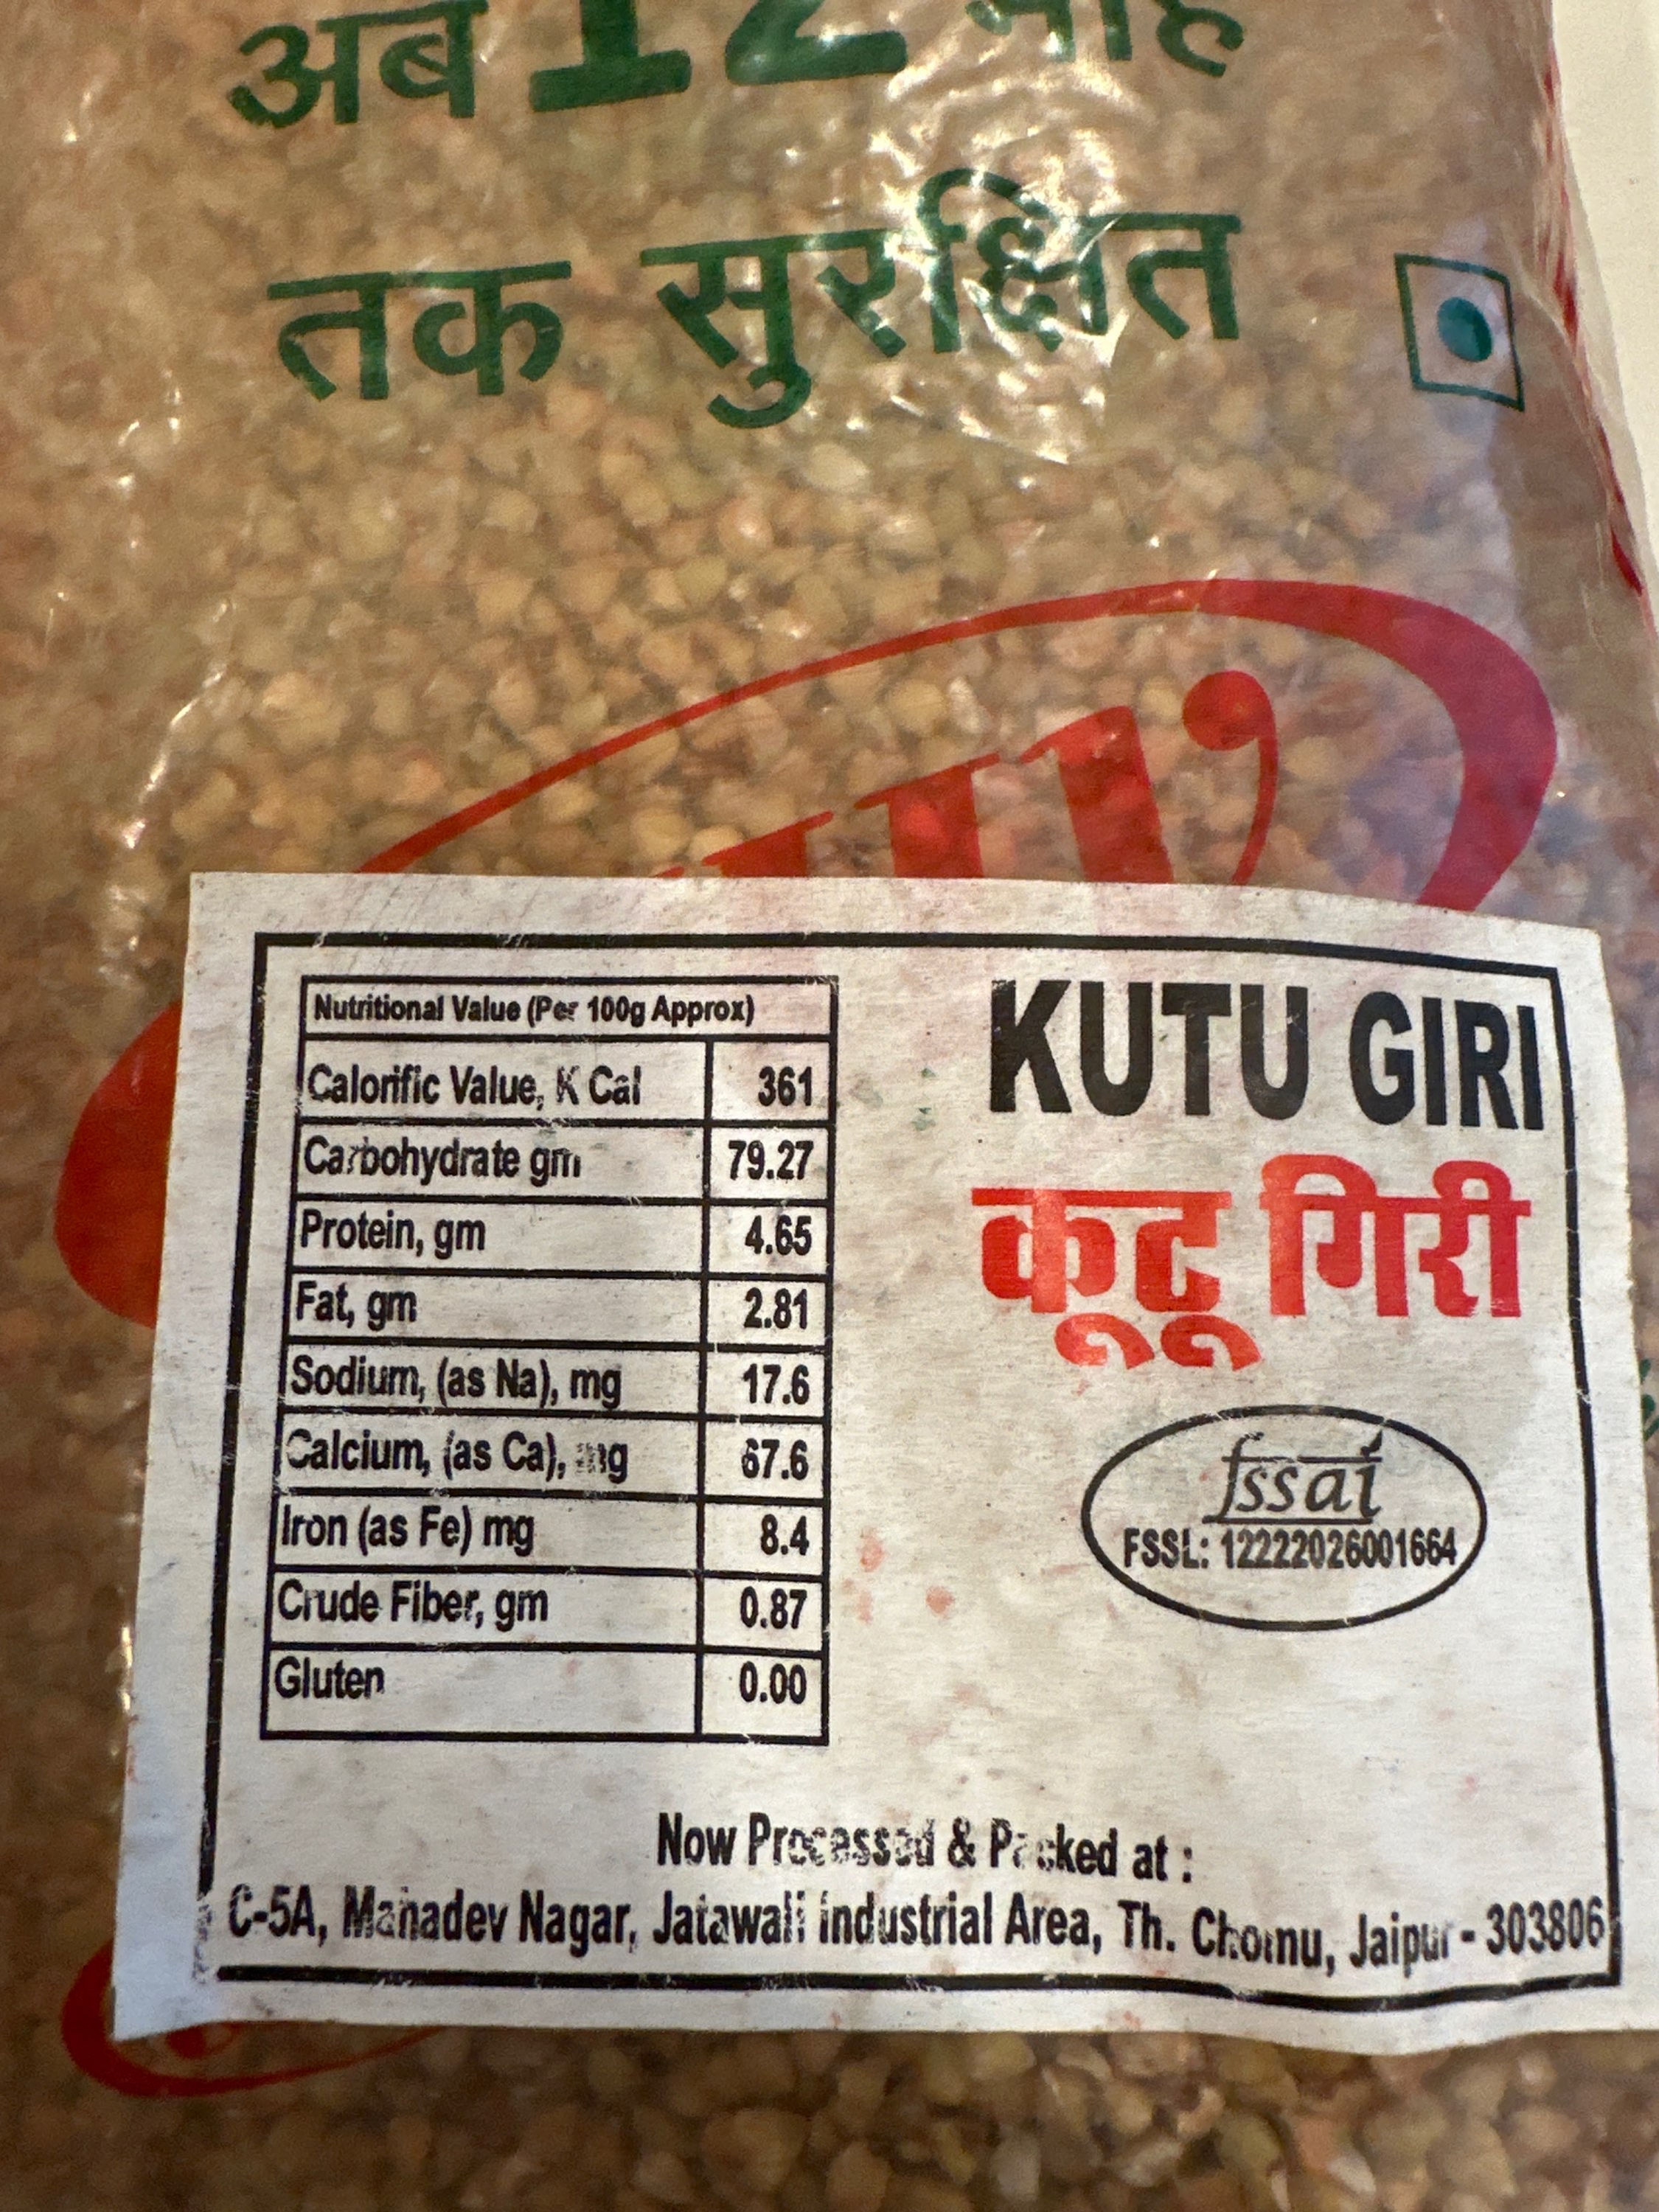 अब 12 माह
तक सुरक्षित
Nutritional Value (Per 100g Approx)
Calorific Value, K Cal 361
Carbohydrate gm 79.27
Protein, gm 4.65
Fat, gm 2.81
Sodium, (as Na), mg 17.6
Calcium, (as Ca), mg 67.6
Iron (as Fe) mg 8.4
Crude Fiber, gm 0.87
Gluten 0.00
KUTU GIRI
कूटू गिरी
fssai
FSSL: 12222026001664
Now Processed & Packed at :
C-5A, Mahadev Nagar, Jatawali industrial Area, Th. Chomu, Jaipur - 303806